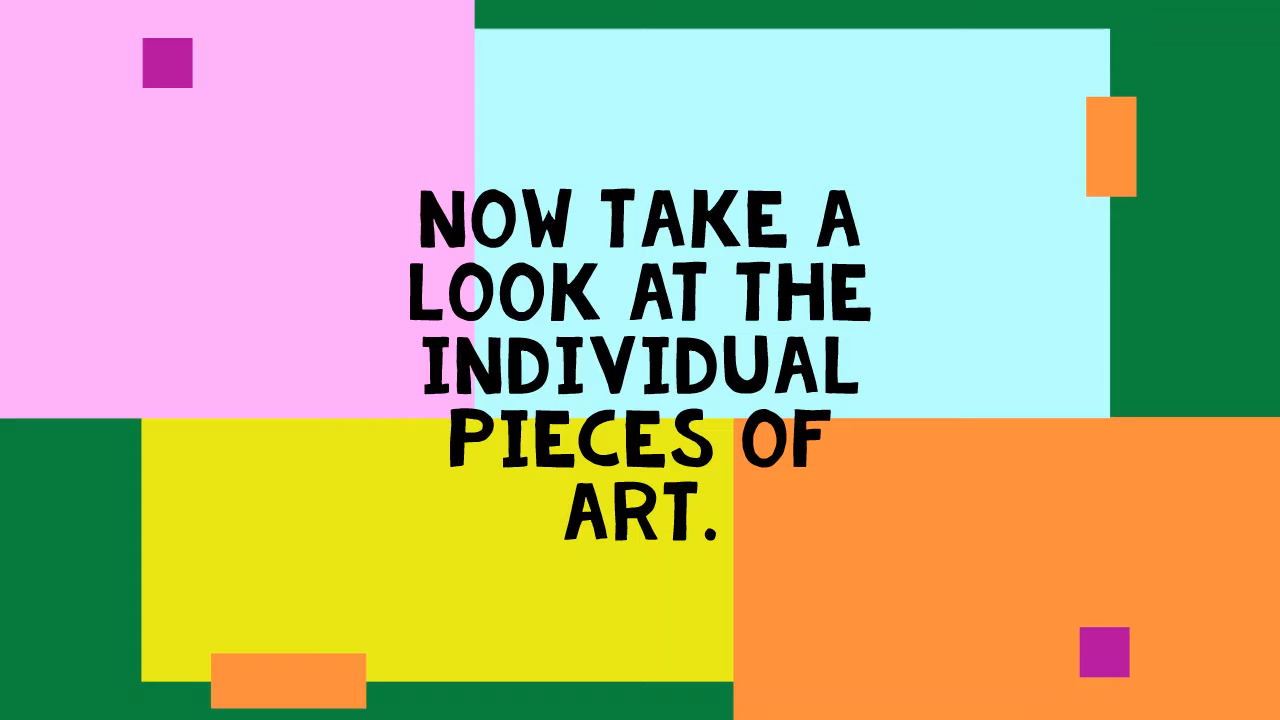 NOW TAKE A
LOOK AT THE
INDIVIDUAL
PIECES OF
ART.